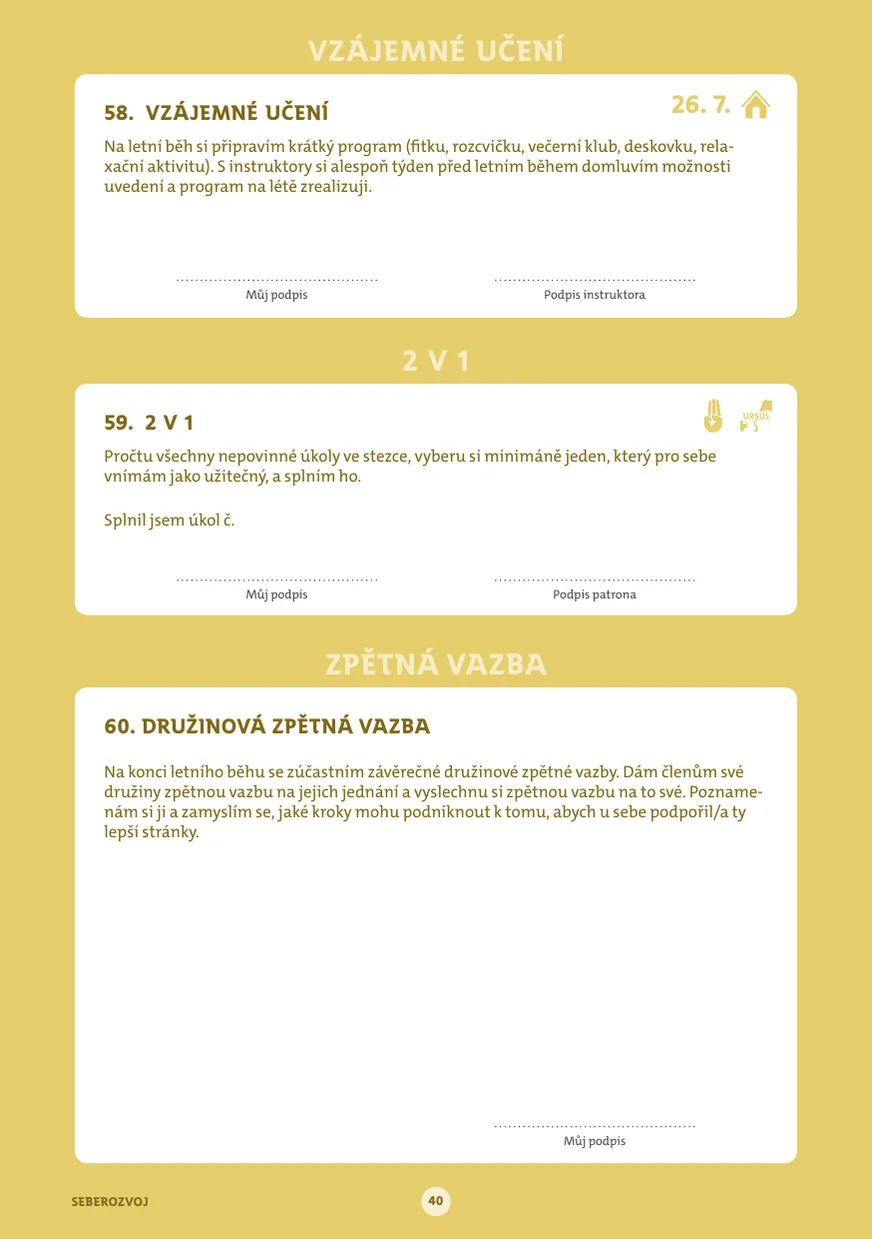 VZÁJEMNÉ UČENÍ
58. VZÁJEMNÉ UČENÍ
26. 7.
Na letní běh si připravím krátký program (fitku, rozcvičku, večerní klub, deskovku, rela-
xační aktivitu). S instruktory si alespoň týden před letním během domluvím možnosti
uvedení a program na létě zrealizuji.
Můj podpis
Podpis instruktora
2 V 1
59. 2 V 1
URSUS
Pročtu všechny nepovinné úkoly ve stezce, vyberu si minimáně jeden, který pro sebe
vnímám jako užitečný, a splním ho.
Splnil jsem úkol č.
Můj podpis
Podpis patrona
ZPĚTNÁ VAZBA
60. DRUŽINOVÁ ZPĚTNÁ VAZBA
Na konci letního běhu se zúčastním závěrečné družinové zpětné vazby. Dám členům své
družiny zpětnou vazbu na jejich jednání a vyslechnu si zpětnou vazbu na to své. Pozname-
nám si ji a zamyslím se, jaké kroky mohu podniknout k tomu, abych u sebe podpořil/a ty
lepší stránky.
Můj podpis
SEBEROZVOJ
40